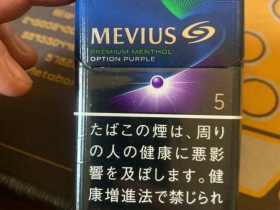 MEVIUS
PREMIUM MENTHOL
OPTION PURPLE
5
たばこの煙は、周り
の人の健康に悪影
響を及ぼします。健
康増進法で禁じられ